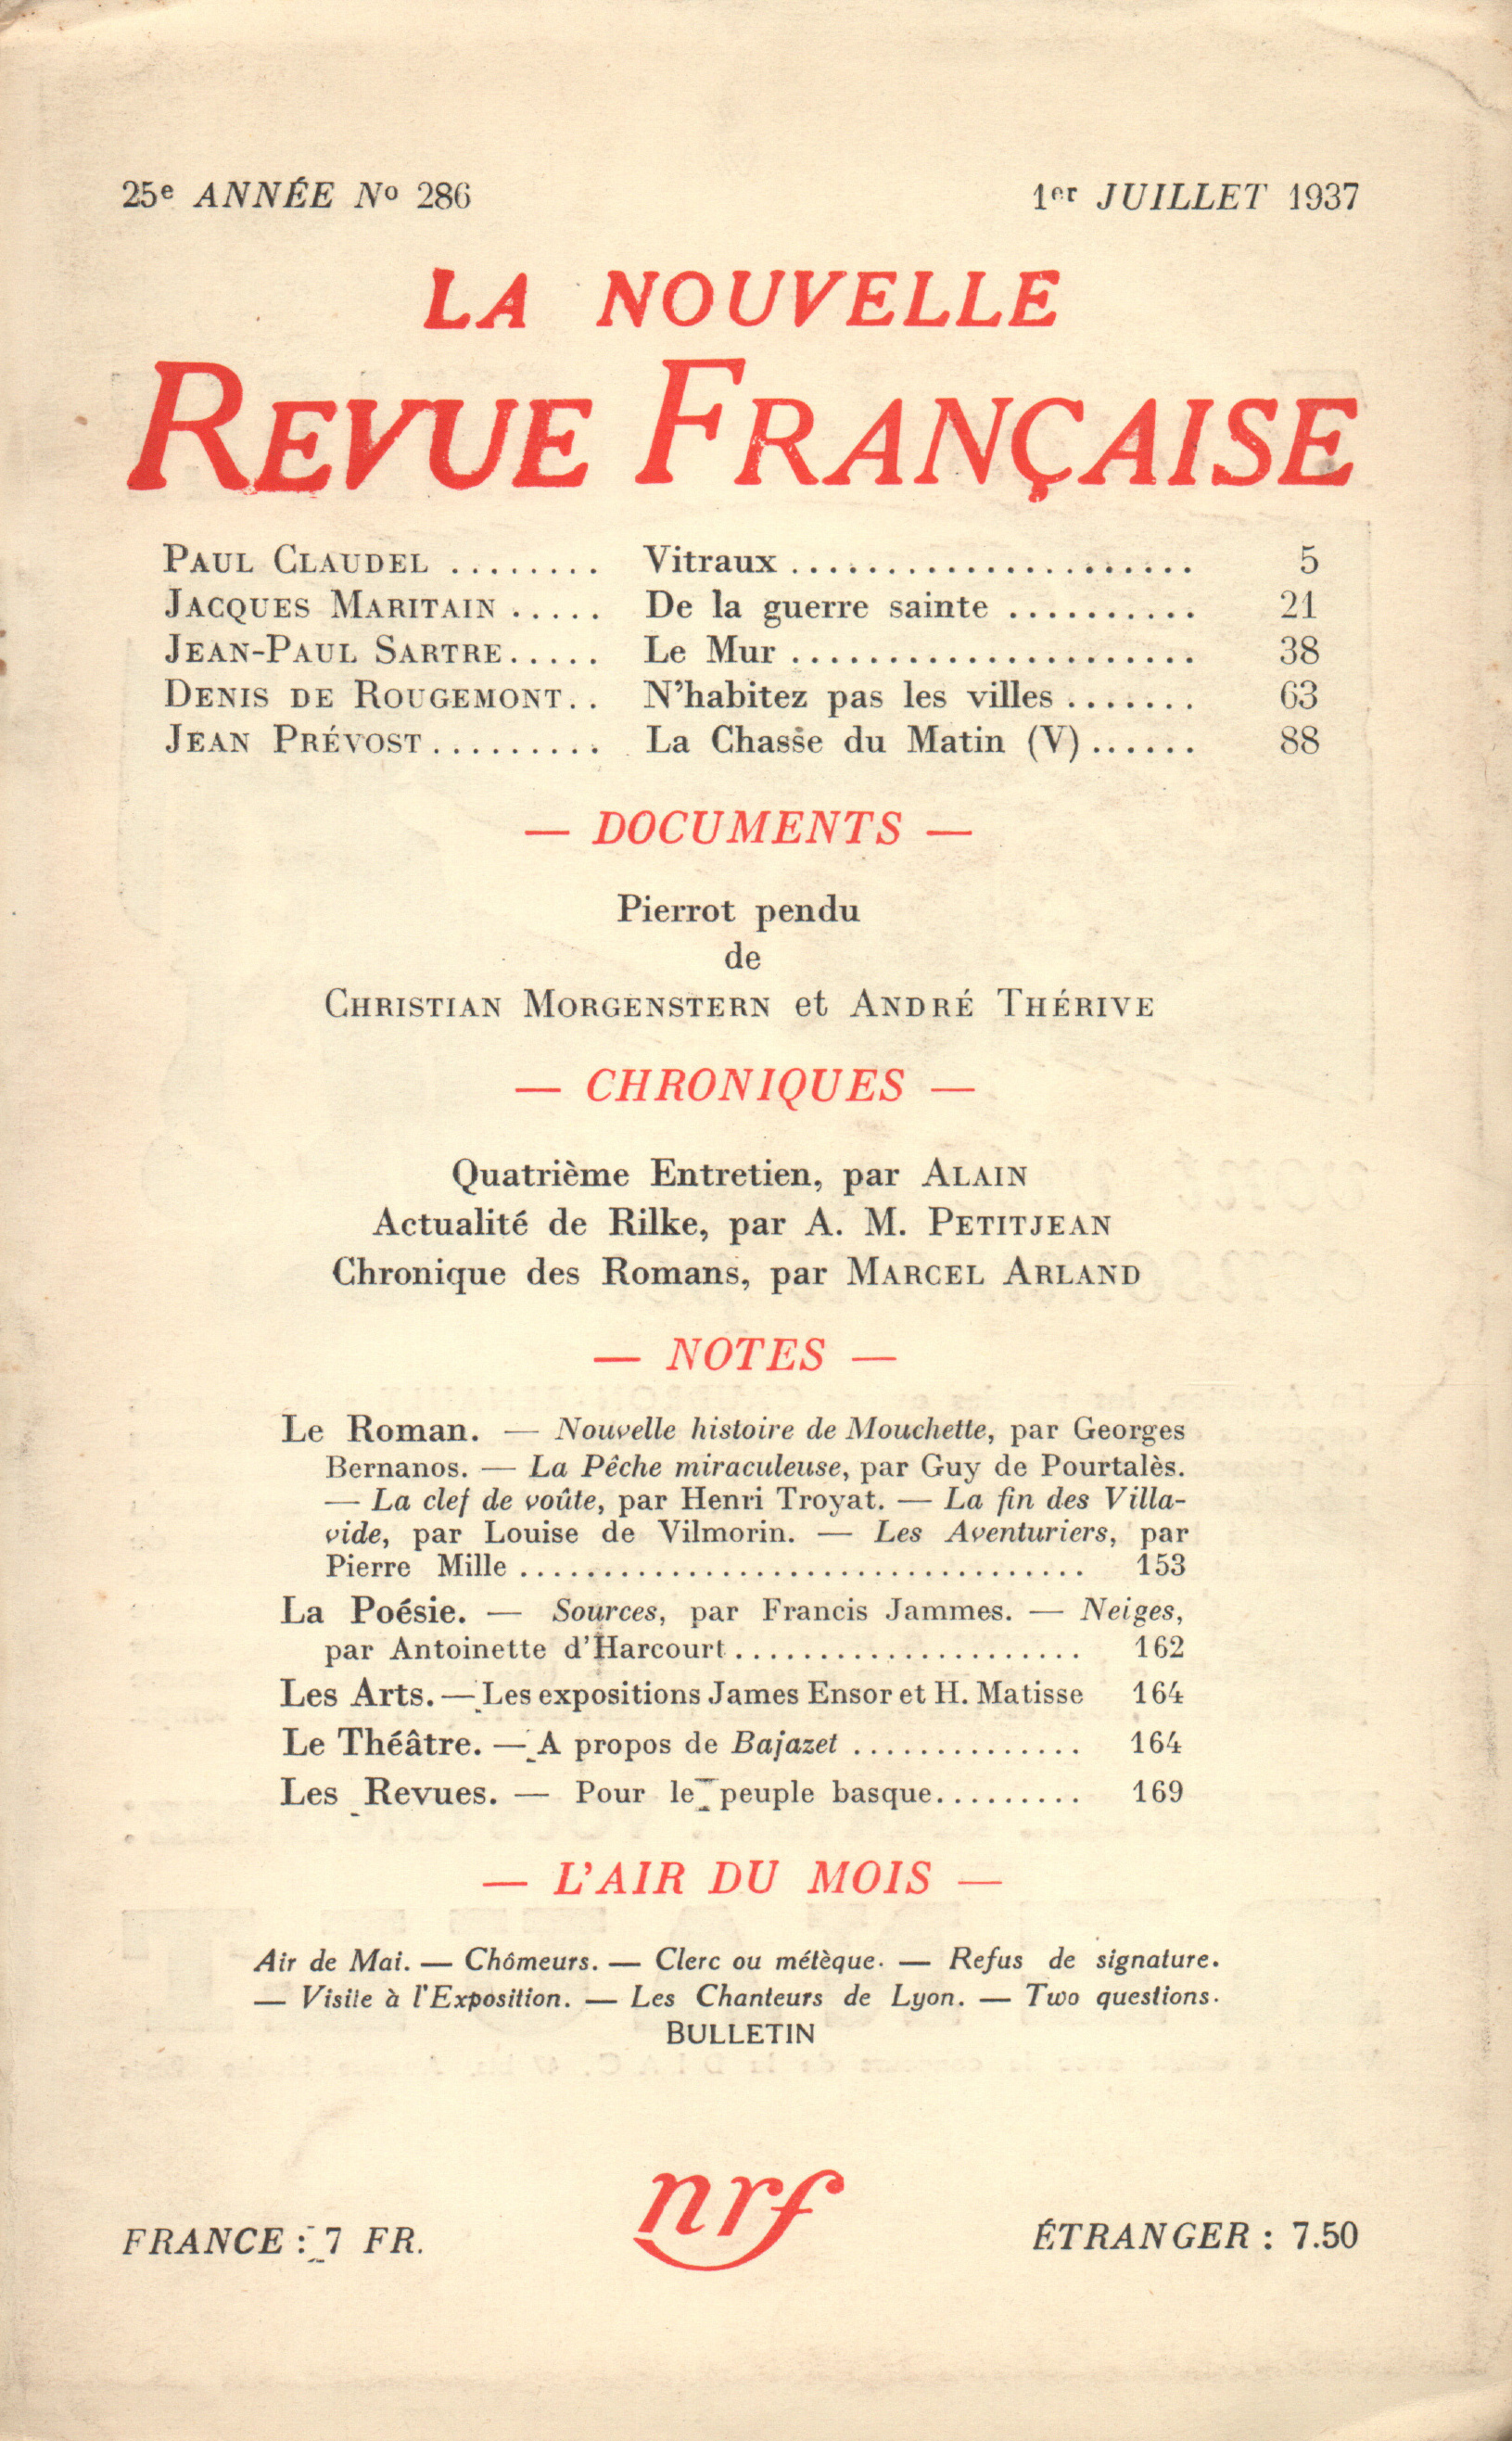 25e ANNÉE No 286 1er JUILLET 1937
LA NOUVELLE
REVUE FRANÇAISE
PAUL CLAUDEL ........ Vitraux ..................... 5
JACQUES MARITAIN ..... De la guerre sainte .......... 21
JEAN-PAUL SARTRE ..... Le Mur ..................... 38
DENIS DE ROUGEMONT .. N'habitez pas les villes ....... 63
JEAN PRÉVOST ......... La Chasse du Matin (V) ...... 88
— DOCUMENTS —
Pierrot pendu
de
CHRISTIAN MORGENSTERN et ANDRÉ THÉRIVE
— CHRONIQUES —
Quatrième Entretien, par ALAIN
Actualité de Rilke, par A. M. PETITJEAN
Chronique des Romans, par MARCEL ARLAND
— NOTES —
Le Roman. — Nouvelle histoire de Mouchette, par Georges
Bernanos. — La Pêche miraculeuse, par Guy de Pourtalès.
— La clef de voûte, par Henri Troyat. — La fin des Villa-
vide, par Louise de Vilmorin. — Les Aventuriers, par
Pierre Mille .................................. 153
La Poésie. — Sources, par Francis Jammes. — Neiges,
par Antoinette d'Harcourt ..................... 162
Les Arts. — Les expositions James Ensor et H. Matisse 164
Le Théâtre. — A propos de Bajazet .............. 164
Les Revues. — Pour le peuple basque ......... 169
— L'AIR DU MOIS —
Air de Mai. — Chômeurs. — Clerc ou métèque. — Refus de signature.
— Visite à l'Exposition. — Les Chanteurs de Lyon. — Two questions.
BULLETIN
nrf
FRANCE : 7 FR. ÉTRANGER : 7.50